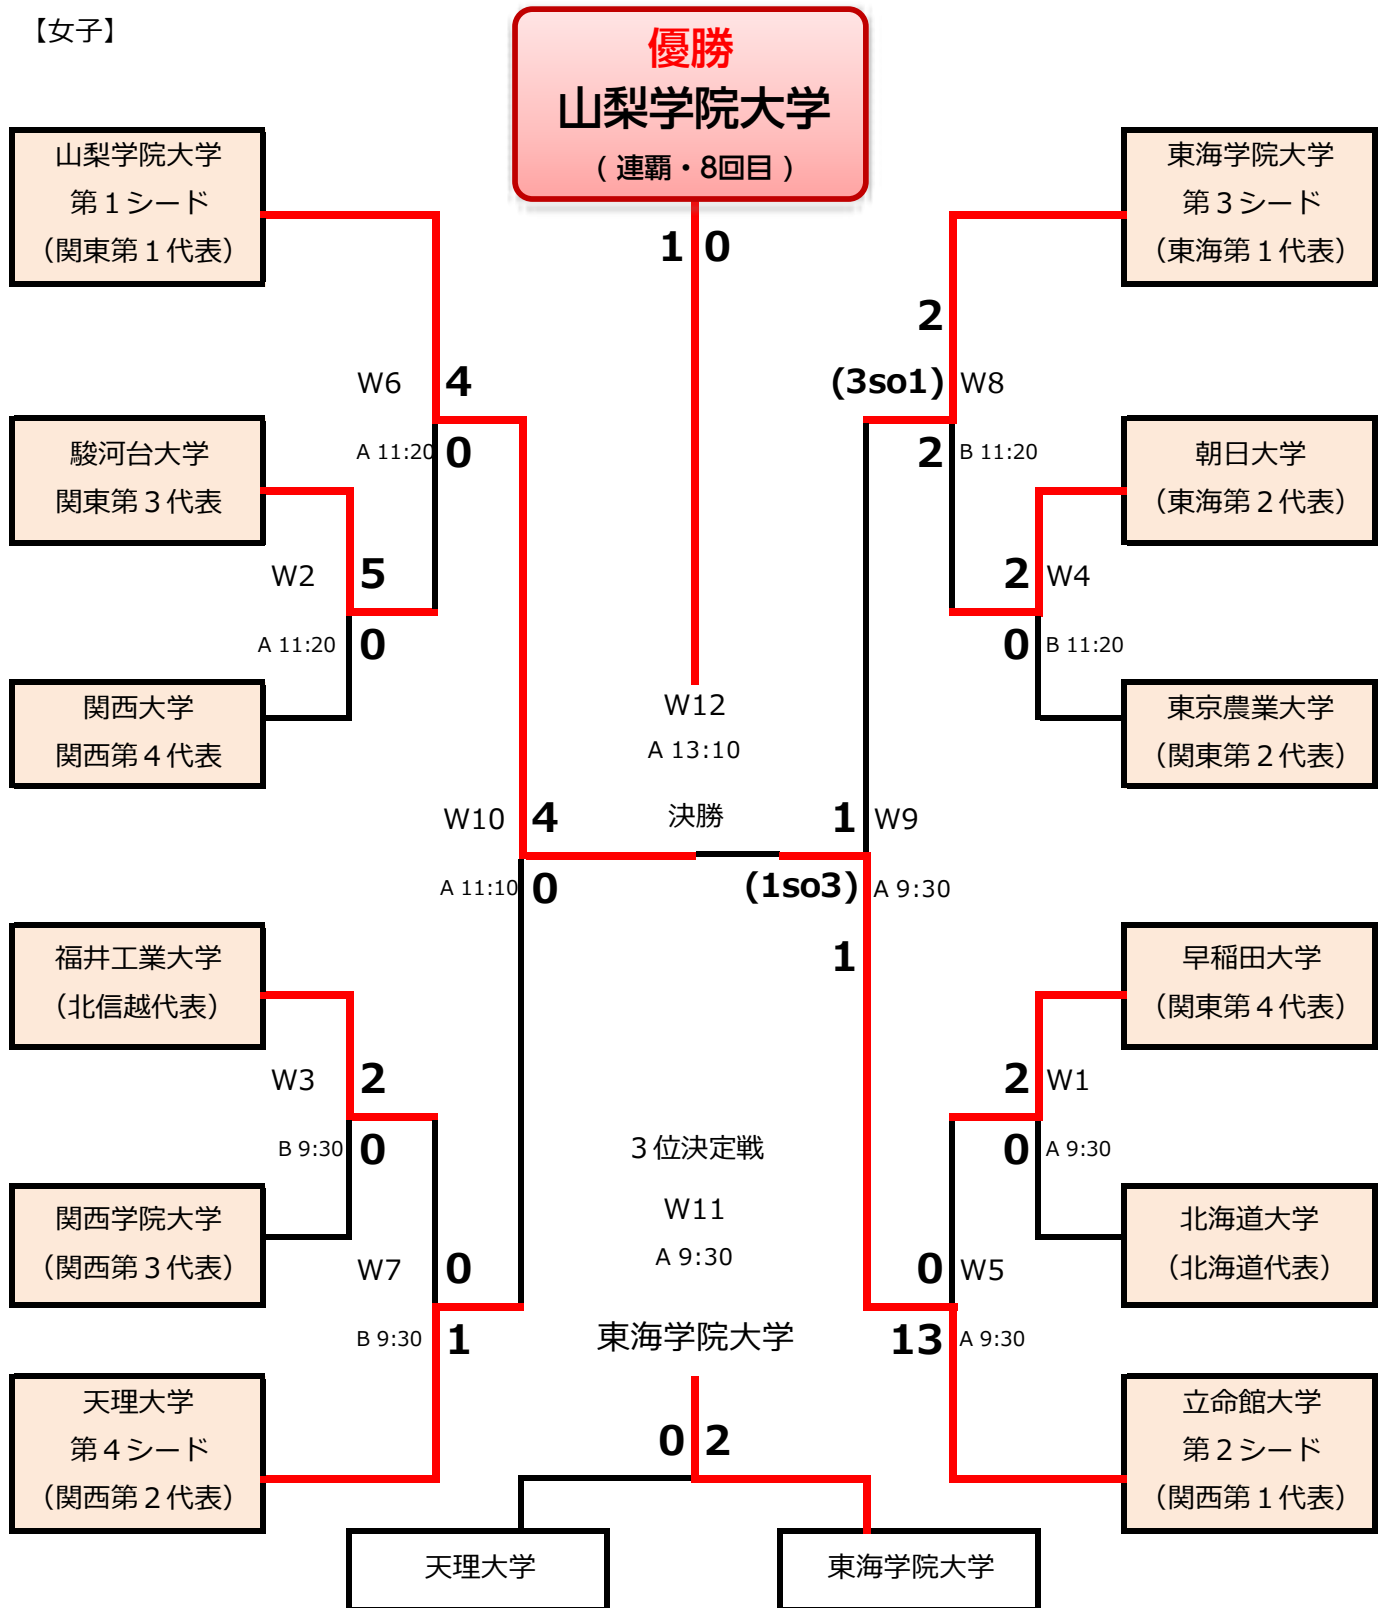 【女子】
優勝
山梨学院大学
( 連覇・8回目 )
山梨学院大学
第１シード
（関東第１代表）
東海学院大学
第３シード
（東海第１代表）
1 0
2
W6 4
(3so1) W8
A 11:20 0
2 B 11:20
駿河台大学
関東第３代表
朝日大学
（東海第２代表）
W2 5
2 W4
A 11:20 0
0 B 11:20
関西大学
関西第４代表
東京農業大学
（関東第２代表）
W12
A 13:10
決勝
W10 4
1 W9
A 11:10 0
(1so3) A 9:30
1
福井工業大学
（北信越代表）
早稲田大学
（関東第４代表）
W3 2
2 W1
B 9:30 0
0 A 9:30
３位決定戦
W11
A 9:30
関西学院大学
（関西第３代表）
北海道大学
（北海道代表）
W7 0
0 W5
B 9:30 1
13 A 9:30
東海学院大学
天理大学
第４シード
（関西第２代表）
立命館大学
第２シード
（関西第１代表）
0 2
天理大学
東海学院大学